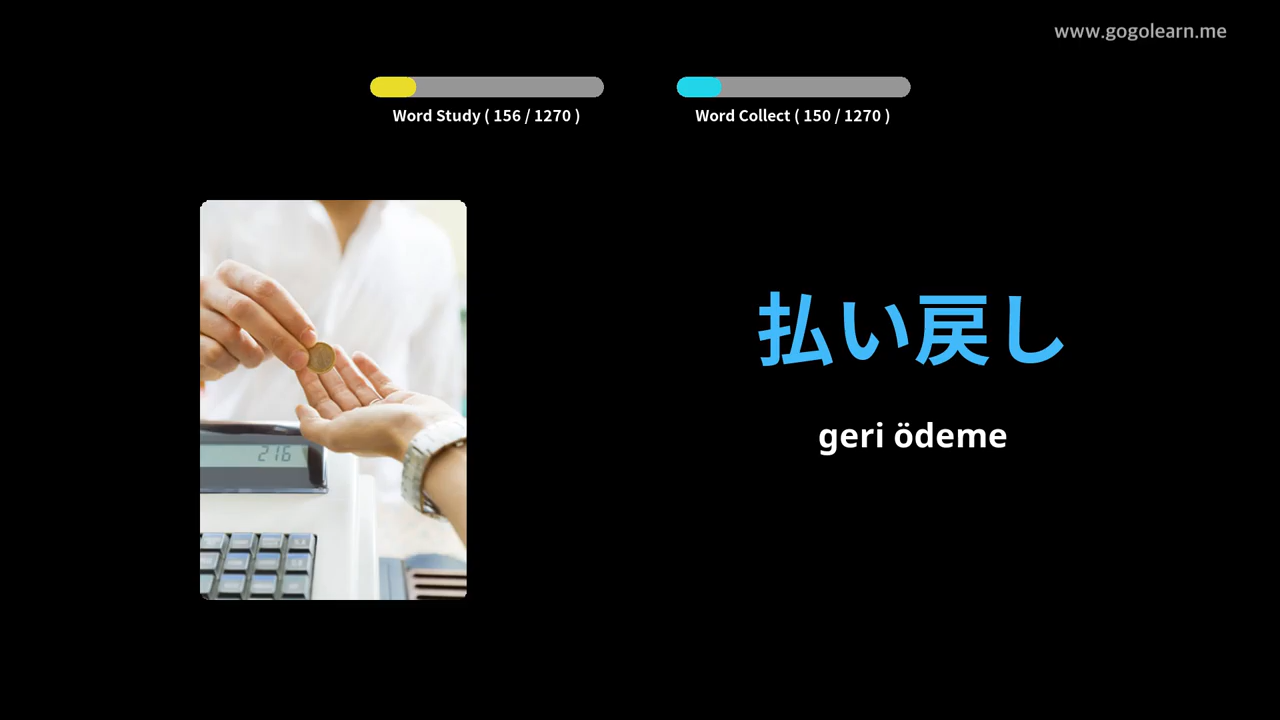 www.gogolearn.me
Word Study ( 156 / 1270 )
Word Collect ( 150 / 1270 )
払い戻し
geri ödeme
216